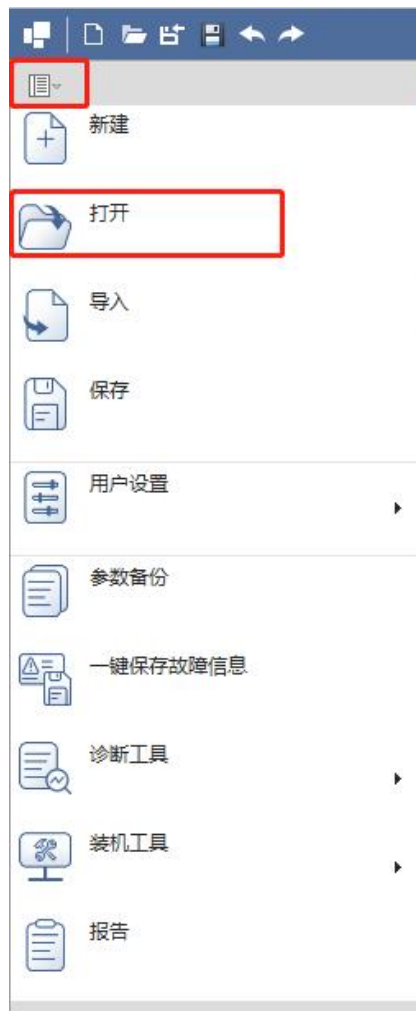 新建
打开
导入
保存
用户设置
参数备份
一键保存故障信息
诊断工具
装机工具
报告